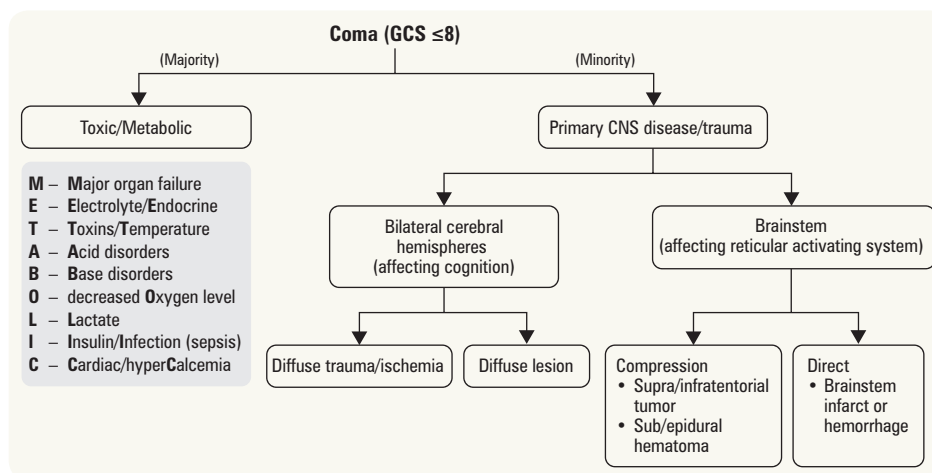 Coma (GCS ≤8)
(Majority)
(Minority)
Toxic/Metabolic
Primary CNS disease/trauma
M – Major organ failure
E – Electrolyte/Endocrine
T – Toxins/Temperature
A – Acid disorders
B – Base disorders
O – decreased Oxygen level
L – Lactate
I – Insulin/Infection (sepsis)
C – Cardiac/hyperCalcemia
Bilateral cerebral
hemispheres
(affecting cognition)
Brainstem
(affecting reticular activating system)
Diffuse trauma/ischemia
Diffuse lesion
Compression
• Supra/infratentorial
tumor
• Sub/epidural
hematoma
Direct
• Brainstem
infarct or
hemorrhage